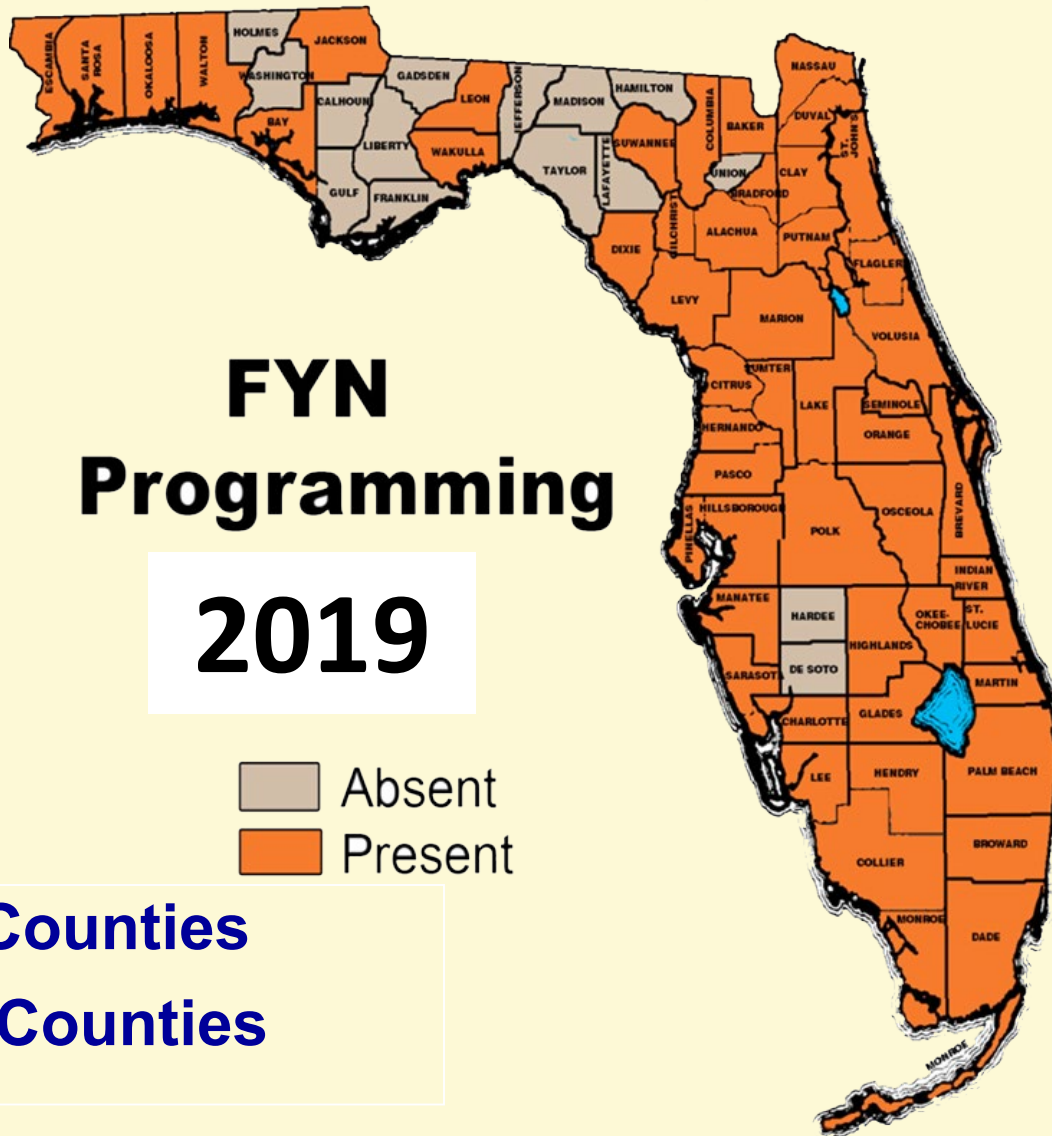 HOLMES
JACKSON
ESCAMBIA
SANTA
ROSA
OKALOOSA
WALTON
WASHINGTON
GADSDEN
CALHOUN
LEON
JEFFERSON
MADISON
HAMILTON
NASSAU
BAY
LIBERTY
WAKULLA
TAYLOR
LAFAYETTE
SUWANNEE
COLUMBIA
BAKER
DUVAL
ST.
JOHN'S
UNION
CLAY
BRADFORD
GULF
FRANKLIN
DIXIE
GILCHRIST
ALACHUA
PUTNAM
FLAGLER
LEVY
MARION
VOLUSIA
FYN
Programming
2019
CITRUS
SUMTER
LAKE
SEMINOLE
HERNANDO
ORANGE
PASCO
PINELLAS
HILLSBOROUGH
POLK
OSCEOLA
BREVARD
INDIAN
RIVER
MANATEE
HARDEE
HIGHLANDS
OKEE-
CHOBEE
ST.
LUCIE
SARASOTA
DE SOTO
MARTIN
CHARLOTTE
GLADES
LEE
HENDRY
PALM BEACH
COLLIER
BROWARD
MONROE
DADE
MONROE
Absent
Present
Counties
Counties